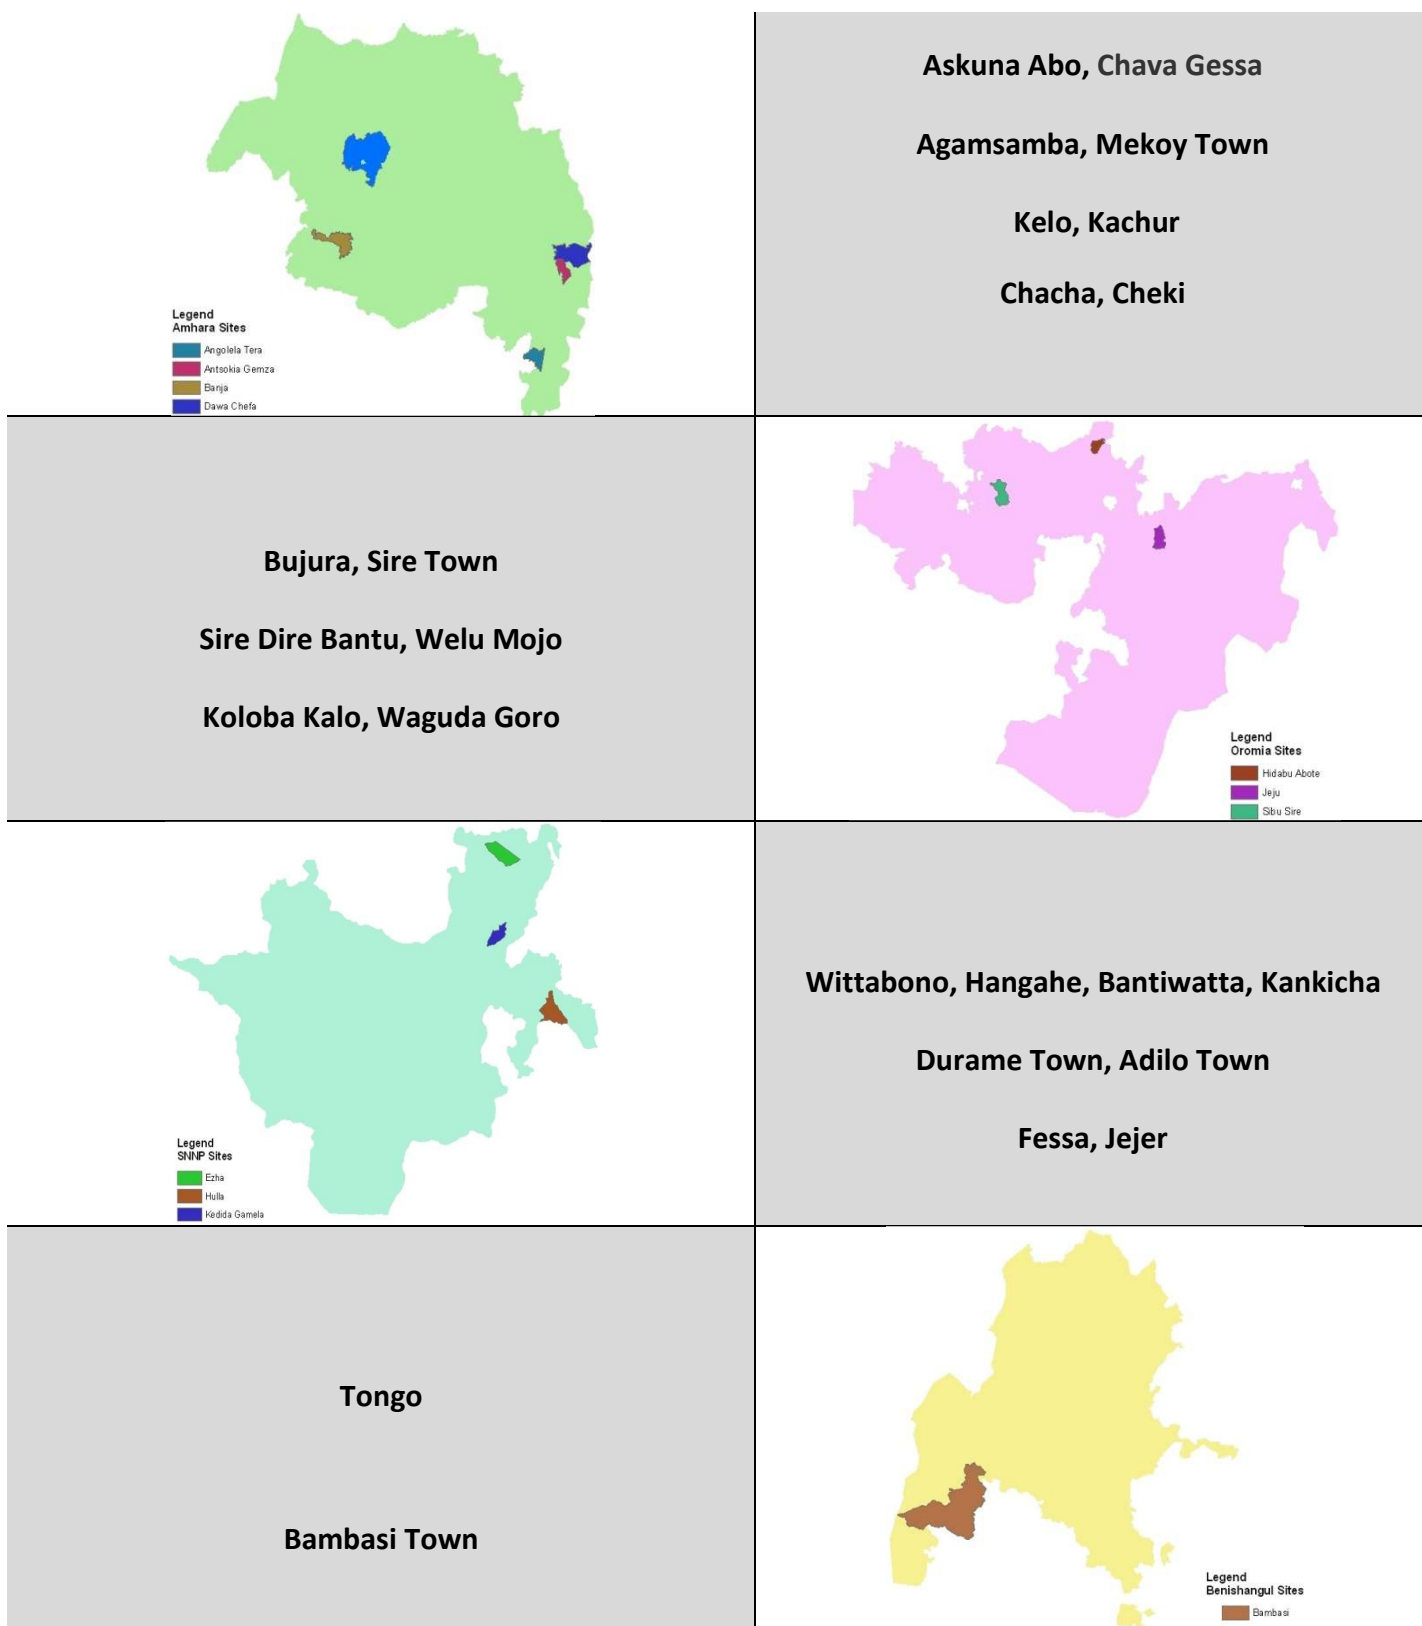 Legend
Amhara Sites
Angolela Tera
Antsokia Gemza
Banja
Dawa Chefa
Askuna Abo, Chava Gessa
Agamsamba, Mekoy Town
Kelo, Kachur
Chacha, Cheki
Bujura, Sire Town
Sire Dire Bantu, Welu Mojo
Koloba Kalo, Waguda Goro
Legend
Oromia Sites
Hidabu Abote
Jeju
Sibu Sire
Legend
SNNP Sites
Ezha
Hulla
Kedida Gamela
Wittabono, Hangahe, Bantiwatta, Kankicha
Durame Town, Adilo Town
Fessa, Jejer
Tongo
Bambasi Town
Legend
Benishangul Sites
Bambasi